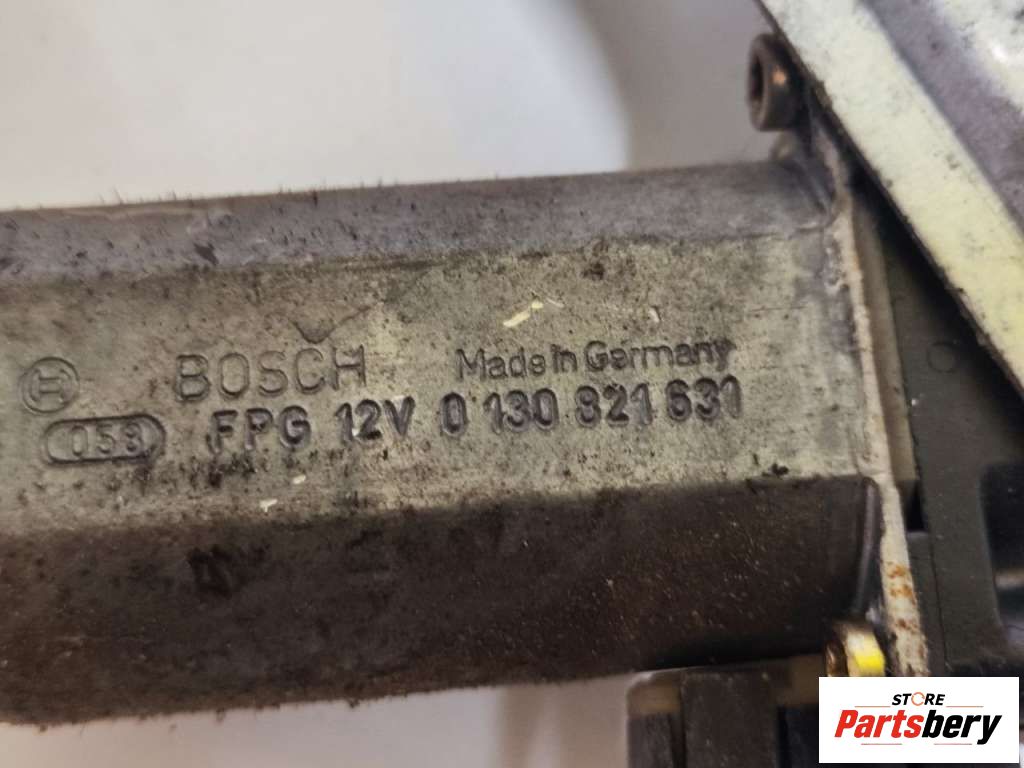 BOSCH Made in Germany
058 FPG 12V 0 130 821 631
STORE
Partsbery